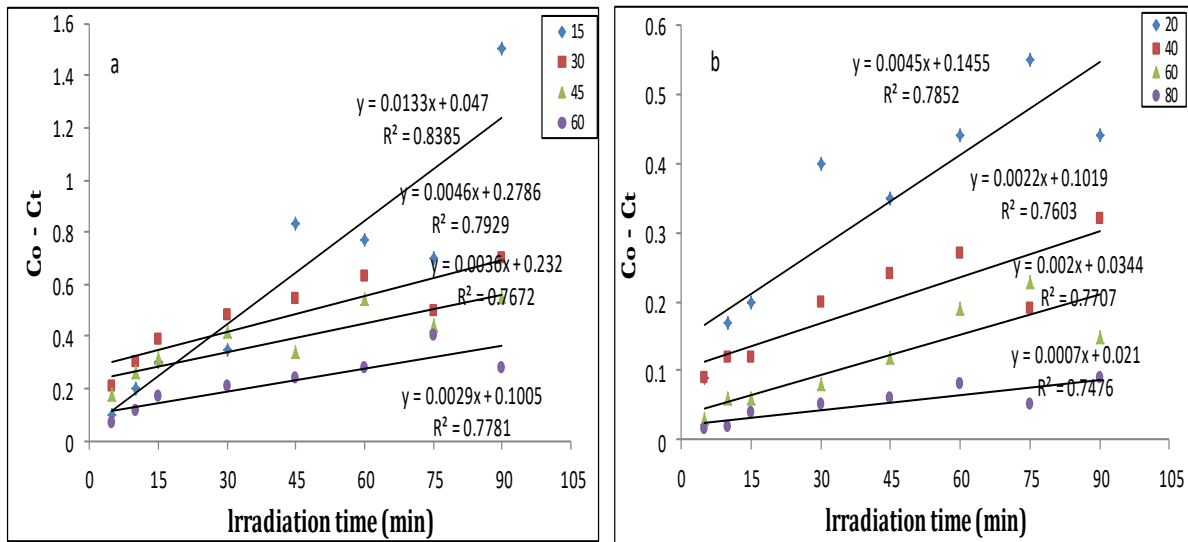 a
1.6
1.4
1.2
1
0.8
0.6
0.4
0.2
0
Co - Ct
0 15 30 45 60 75 90 105
Irradiation time (min)
15
30
45
60
y = 0.0133x + 0.047
R² = 0.8385
y = 0.0046x + 0.2786
R² = 0.7929
y = 0.0036x + 0.232
R² = 0.7672
y = 0.0029x + 0.1005
R² = 0.7781
b
0.6
0.5
0.4
0.3
0.2
0.1
0
Co - Ct
0 15 30 45 60 75 90 105
Irradiation time (min)
20
40
60
80
y = 0.0045x + 0.1455
R² = 0.7852
y = 0.0022x + 0.1019
R² = 0.7603
y = 0.002x + 0.0344
R² = 0.7707
y = 0.0007x + 0.021
R² = 0.7476